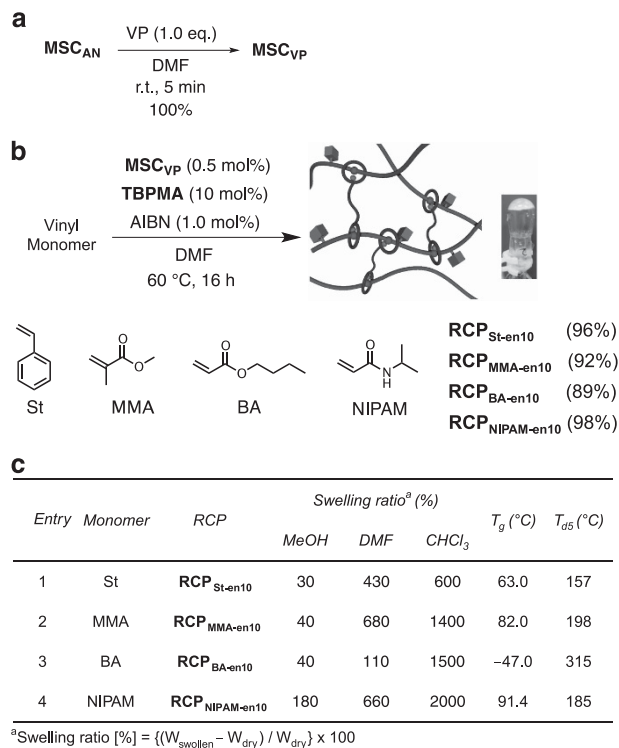 a
MSC_AN
VP (1.0 eq.)
DMF
r.t., 5 min
100%
MSC_VP
b
Vinyl
Monomer
MSC_VP (0.5 mol%)
TBPMA (10 mol%)
AIBN (1.0 mol%)
DMF
60 °C, 16 h
O
O
O
O
O
N
H
St
MMA
BA
NIPAM
RCP_St-en10 (96%)
RCP_MMA-en10 (92%)
RCP_BA-en10 (89%)
RCP_NIPAM-en10 (98%)
c
Entry Monomer RCP Swelling ratio^a (%) T_g (°C) T_d5 (°C)
MeOH DMF CHCl_3
1 St RCP_St-en10 30 430 600 63.0 157
2 MMA RCP_MMA-en10 40 680 1400 82.0 198
3 BA RCP_BA-en10 40 110 1500 −47.0 315
4 NIPAM RCP_NIPAM-en10 180 660 2000 91.4 185
^aSwelling ratio [%] = {(W_swollen − W_dry) / W_dry} x 100